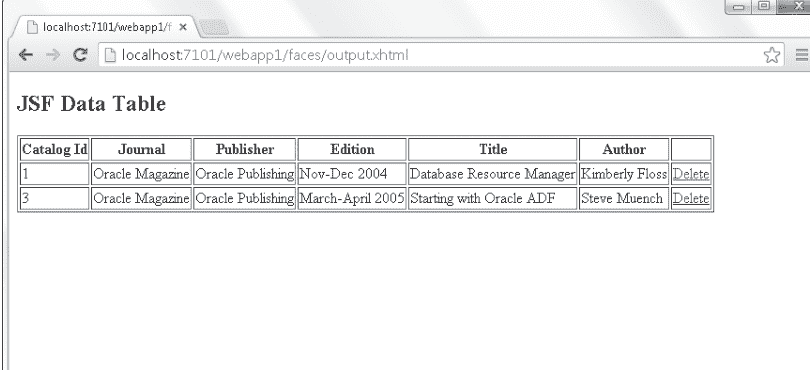 localhost:7101/webapp1/f
localhost:7101/webapp1/faces/output.xhtml
JSF Data Table
Catalog Id Journal Publisher Edition Title Author
1 Oracle Magazine Oracle Publishing Nov-Dec 2004 Database Resource Manager Kimberly Floss Delete
3 Oracle Magazine Oracle Publishing March-April 2005 Starting with Oracle ADF Steve Muench Delete